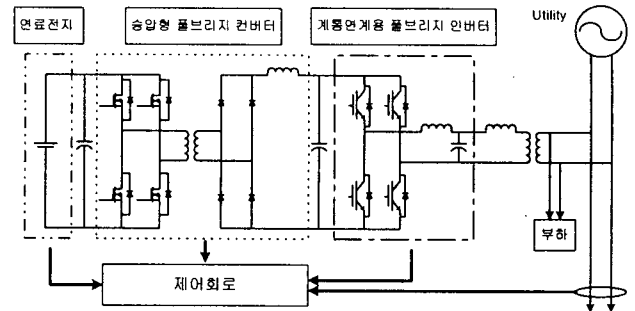 연료전지
승압형 풀브리지 컨버터
계통연계용 풀브리지 인버터
Utility
부하
제어회로